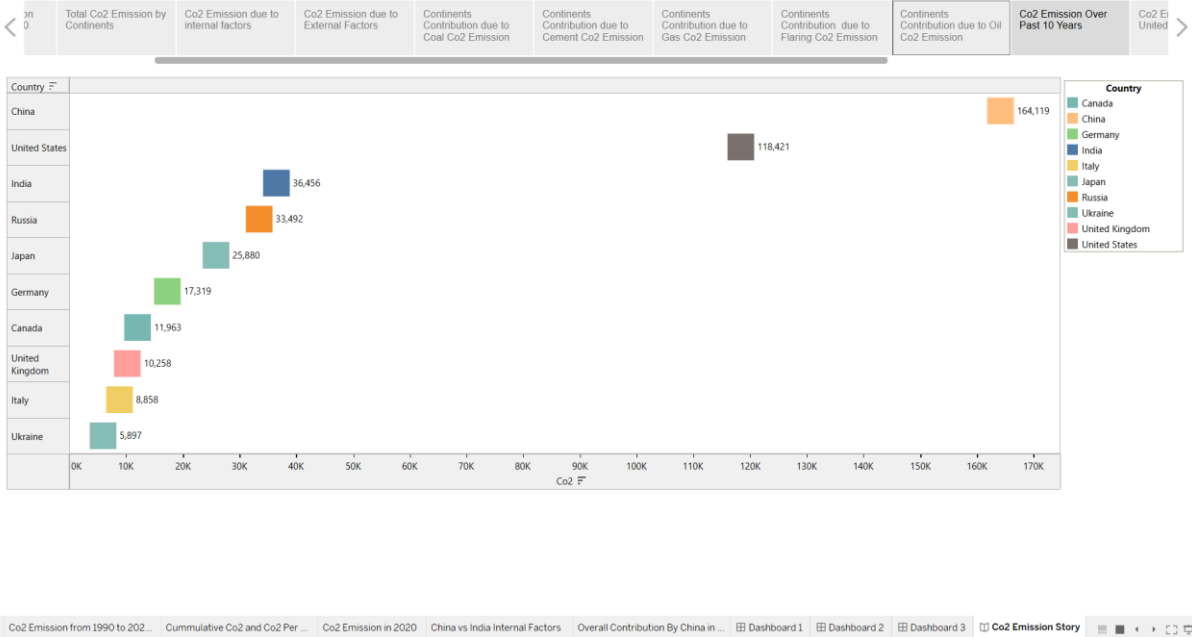 on
0
Total Co2 Emission by
Continents
Co2 Emission due to
internal factors
Co2 Emission due to
External Factors
Continents
Contribution due to
Coal Co2 Emission
Continents
Contribution due to
Cement Co2 Emission
Continents
Contribution due to
Gas Co2 Emission
Continents
Contribution due to
Flaring Co2 Emission
Continents
Contribution due to Oil
Co2 Emission
Co2 Emission Over
Past 10 Years
Co2 E
United
Country
China
164,119
United States
118,421
India
36,456
Russia
33,492
Japan
25,880
Germany
17,319
Canada
11,963
United
Kingdom
10,258
Italy
8,858
Ukraine
5,897
0K 10K 20K 30K 40K 50K 60K 70K 80K 90K 100K 110K 120K 130K 140K 150K 160K 170K
Co2
Country
Canada
China
Germany
India
Italy
Japan
Russia
Ukraine
United Kingdom
United States
Co2 Emission from 1990 to 202... Cummulative Co2 and Co2 Per ... Co2 Emission in 2020 China vs India Internal Factors Overall Contribution By China in ... Dashboard 1 Dashboard 2 Dashboard 3 Co2 Emission Story